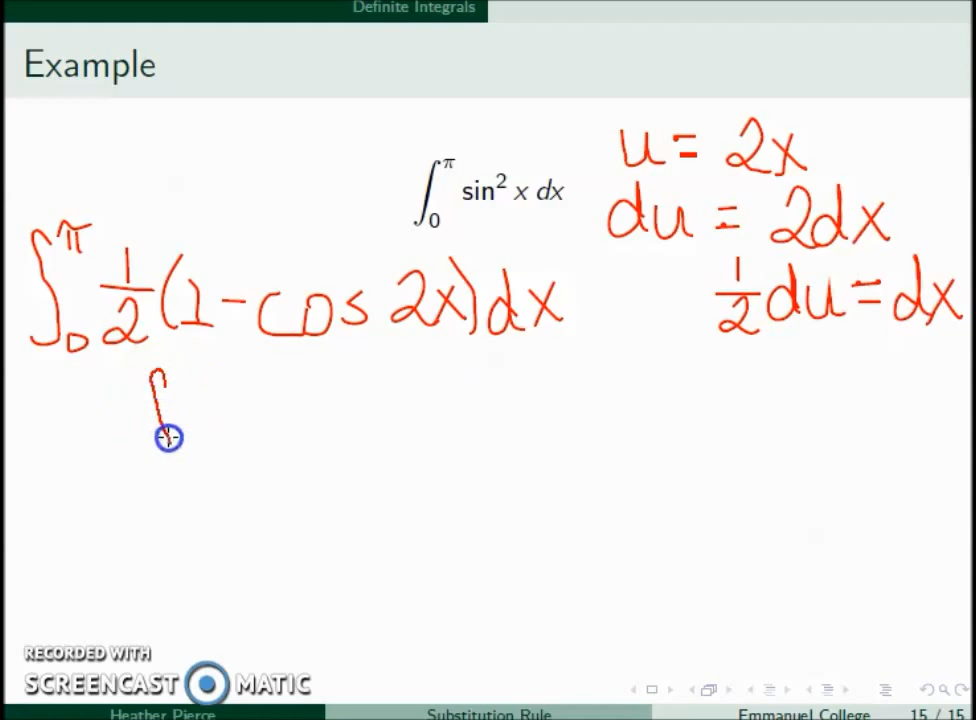 Definite Integrals
Example
∫₀^π sin² x dx
u = 2x
du = 2dx
½ du = dx
∫₀^π ½ (1 - cos 2x) dx
∫
RECORDED WITH
SCREENCAST MATIC
Heather Pierce Substitution Rule Emmanuel College 15 / 15